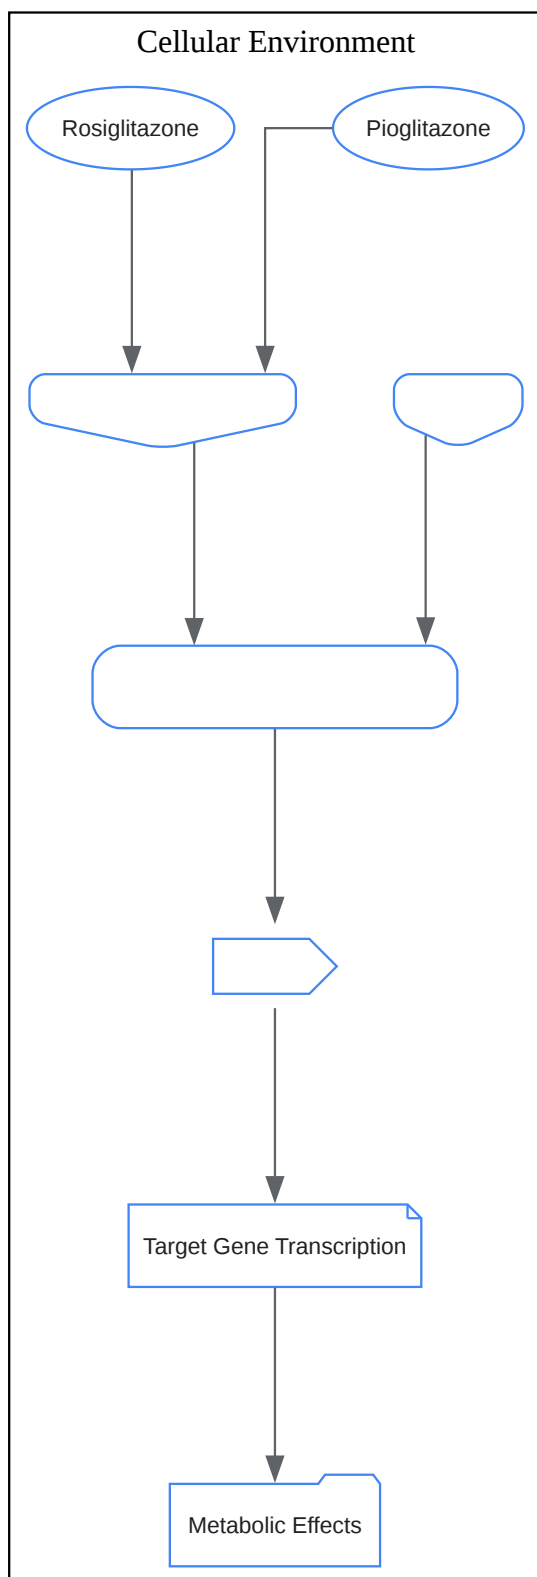 Cellular Environment
Rosiglitazone
Pioglitazone
Target Gene Transcription
Metabolic Effects